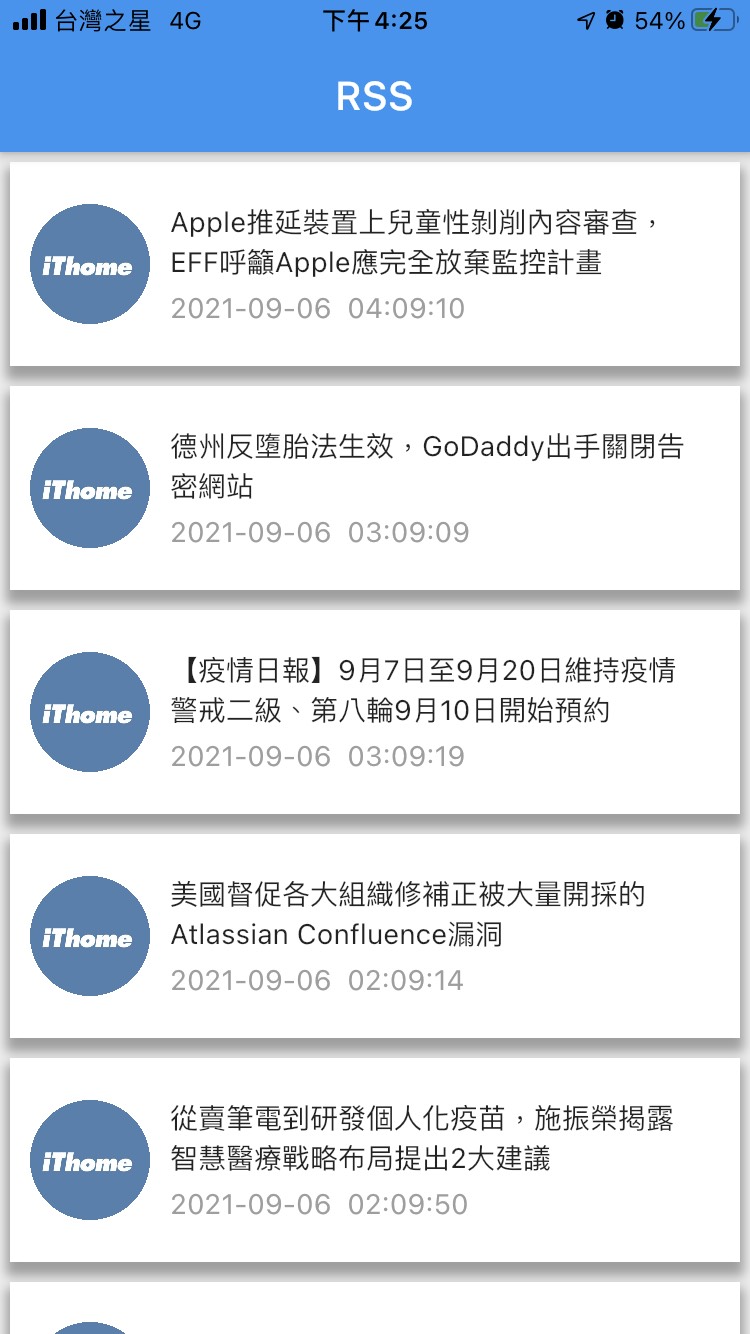 台灣之星 4G 下午4:25 54%
RSS
iThome
Apple推延裝置上兒童性剝削內容審查，
EFF呼籲Apple應完全放棄監控計畫
2021-09-06 04:09:10
iThome
德州反墮胎法生效，GoDaddy出手關閉告
密網站
2021-09-06 03:09:09
iThome
【疫情日報】9月7日至9月20日維持疫情
警戒二級、第八輪9月10日開始預約
2021-09-06 03:09:19
iThome
美國督促各大組織修補正被大量開採的
Atlassian Confluence漏洞
2021-09-06 02:09:14
iThome
從賣筆電到研發個人化疫苗，施振榮揭露
智慧醫療戰略布局提出2大建議
2021-09-06 02:09:50